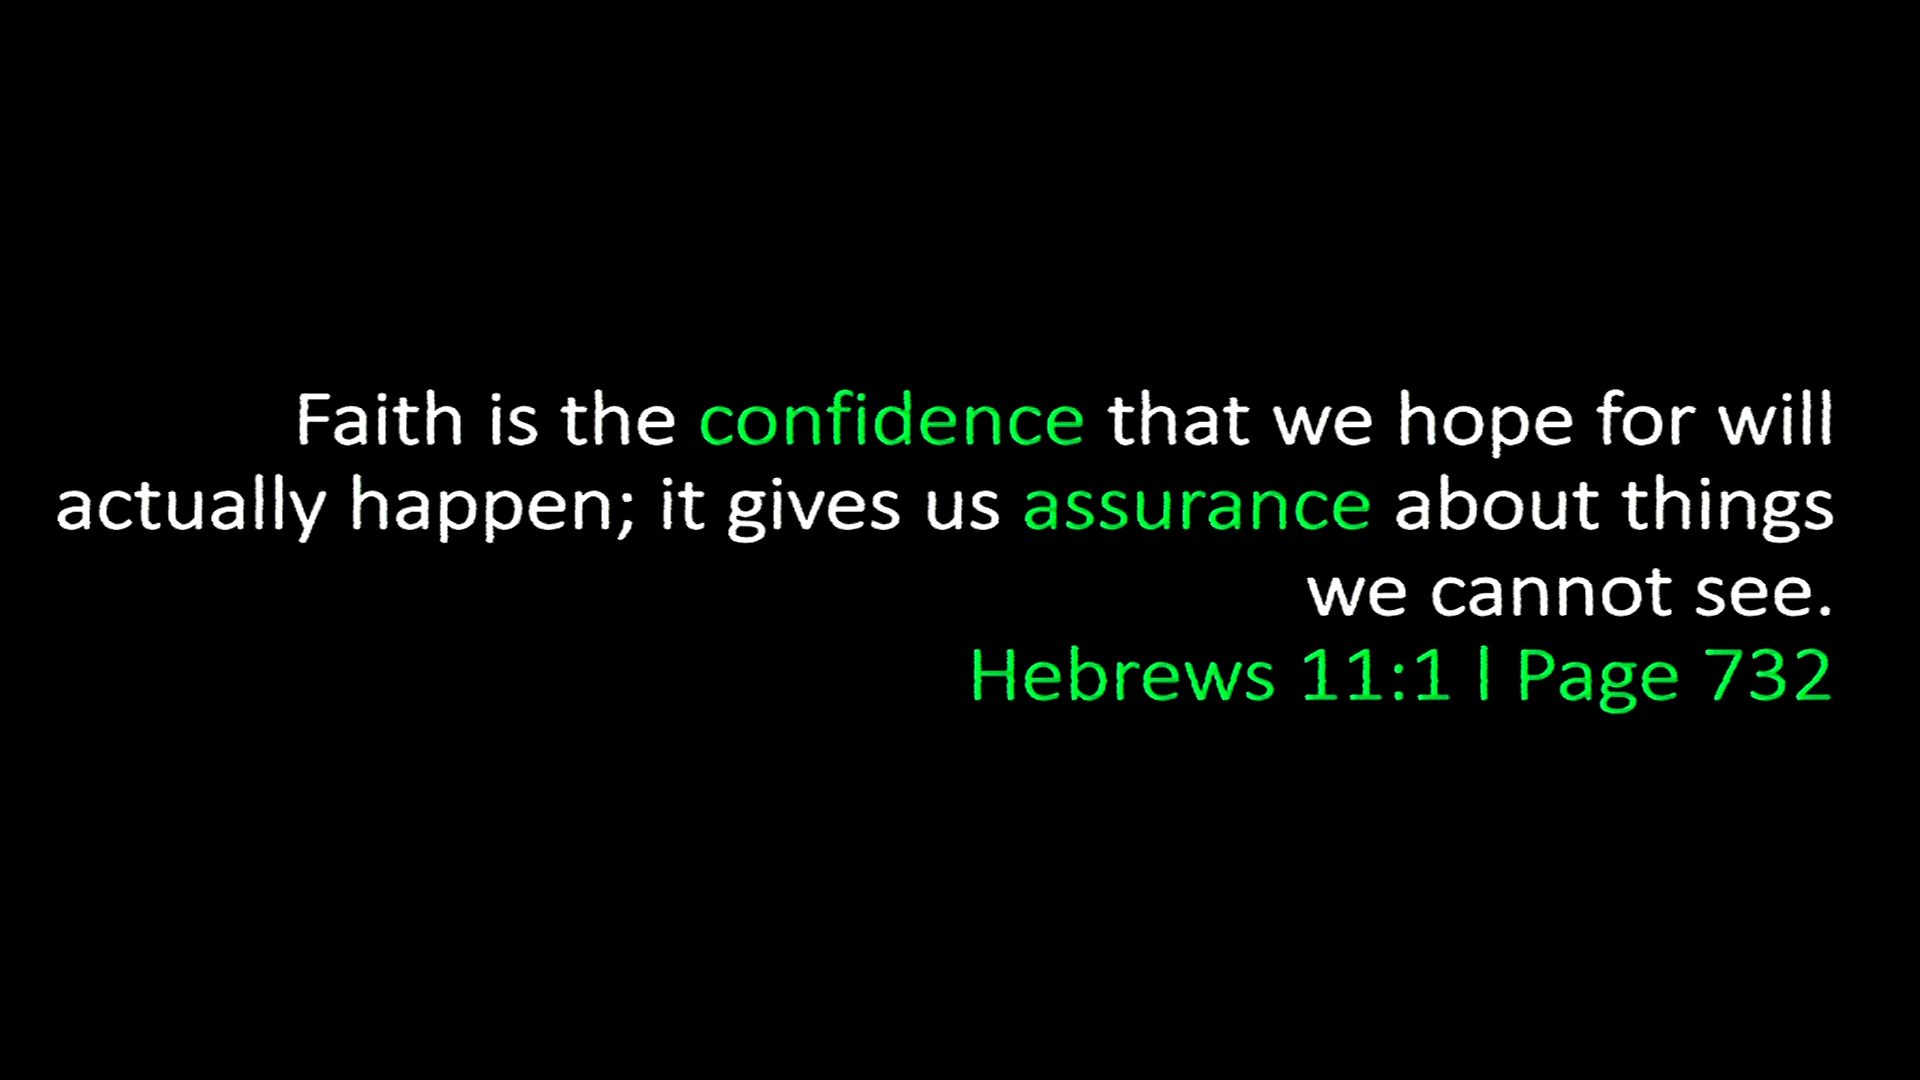 Faith is the confidence that we hope for will
actually happen; it gives us assurance about things
we cannot see.
Hebrews 11:1 l Page 732